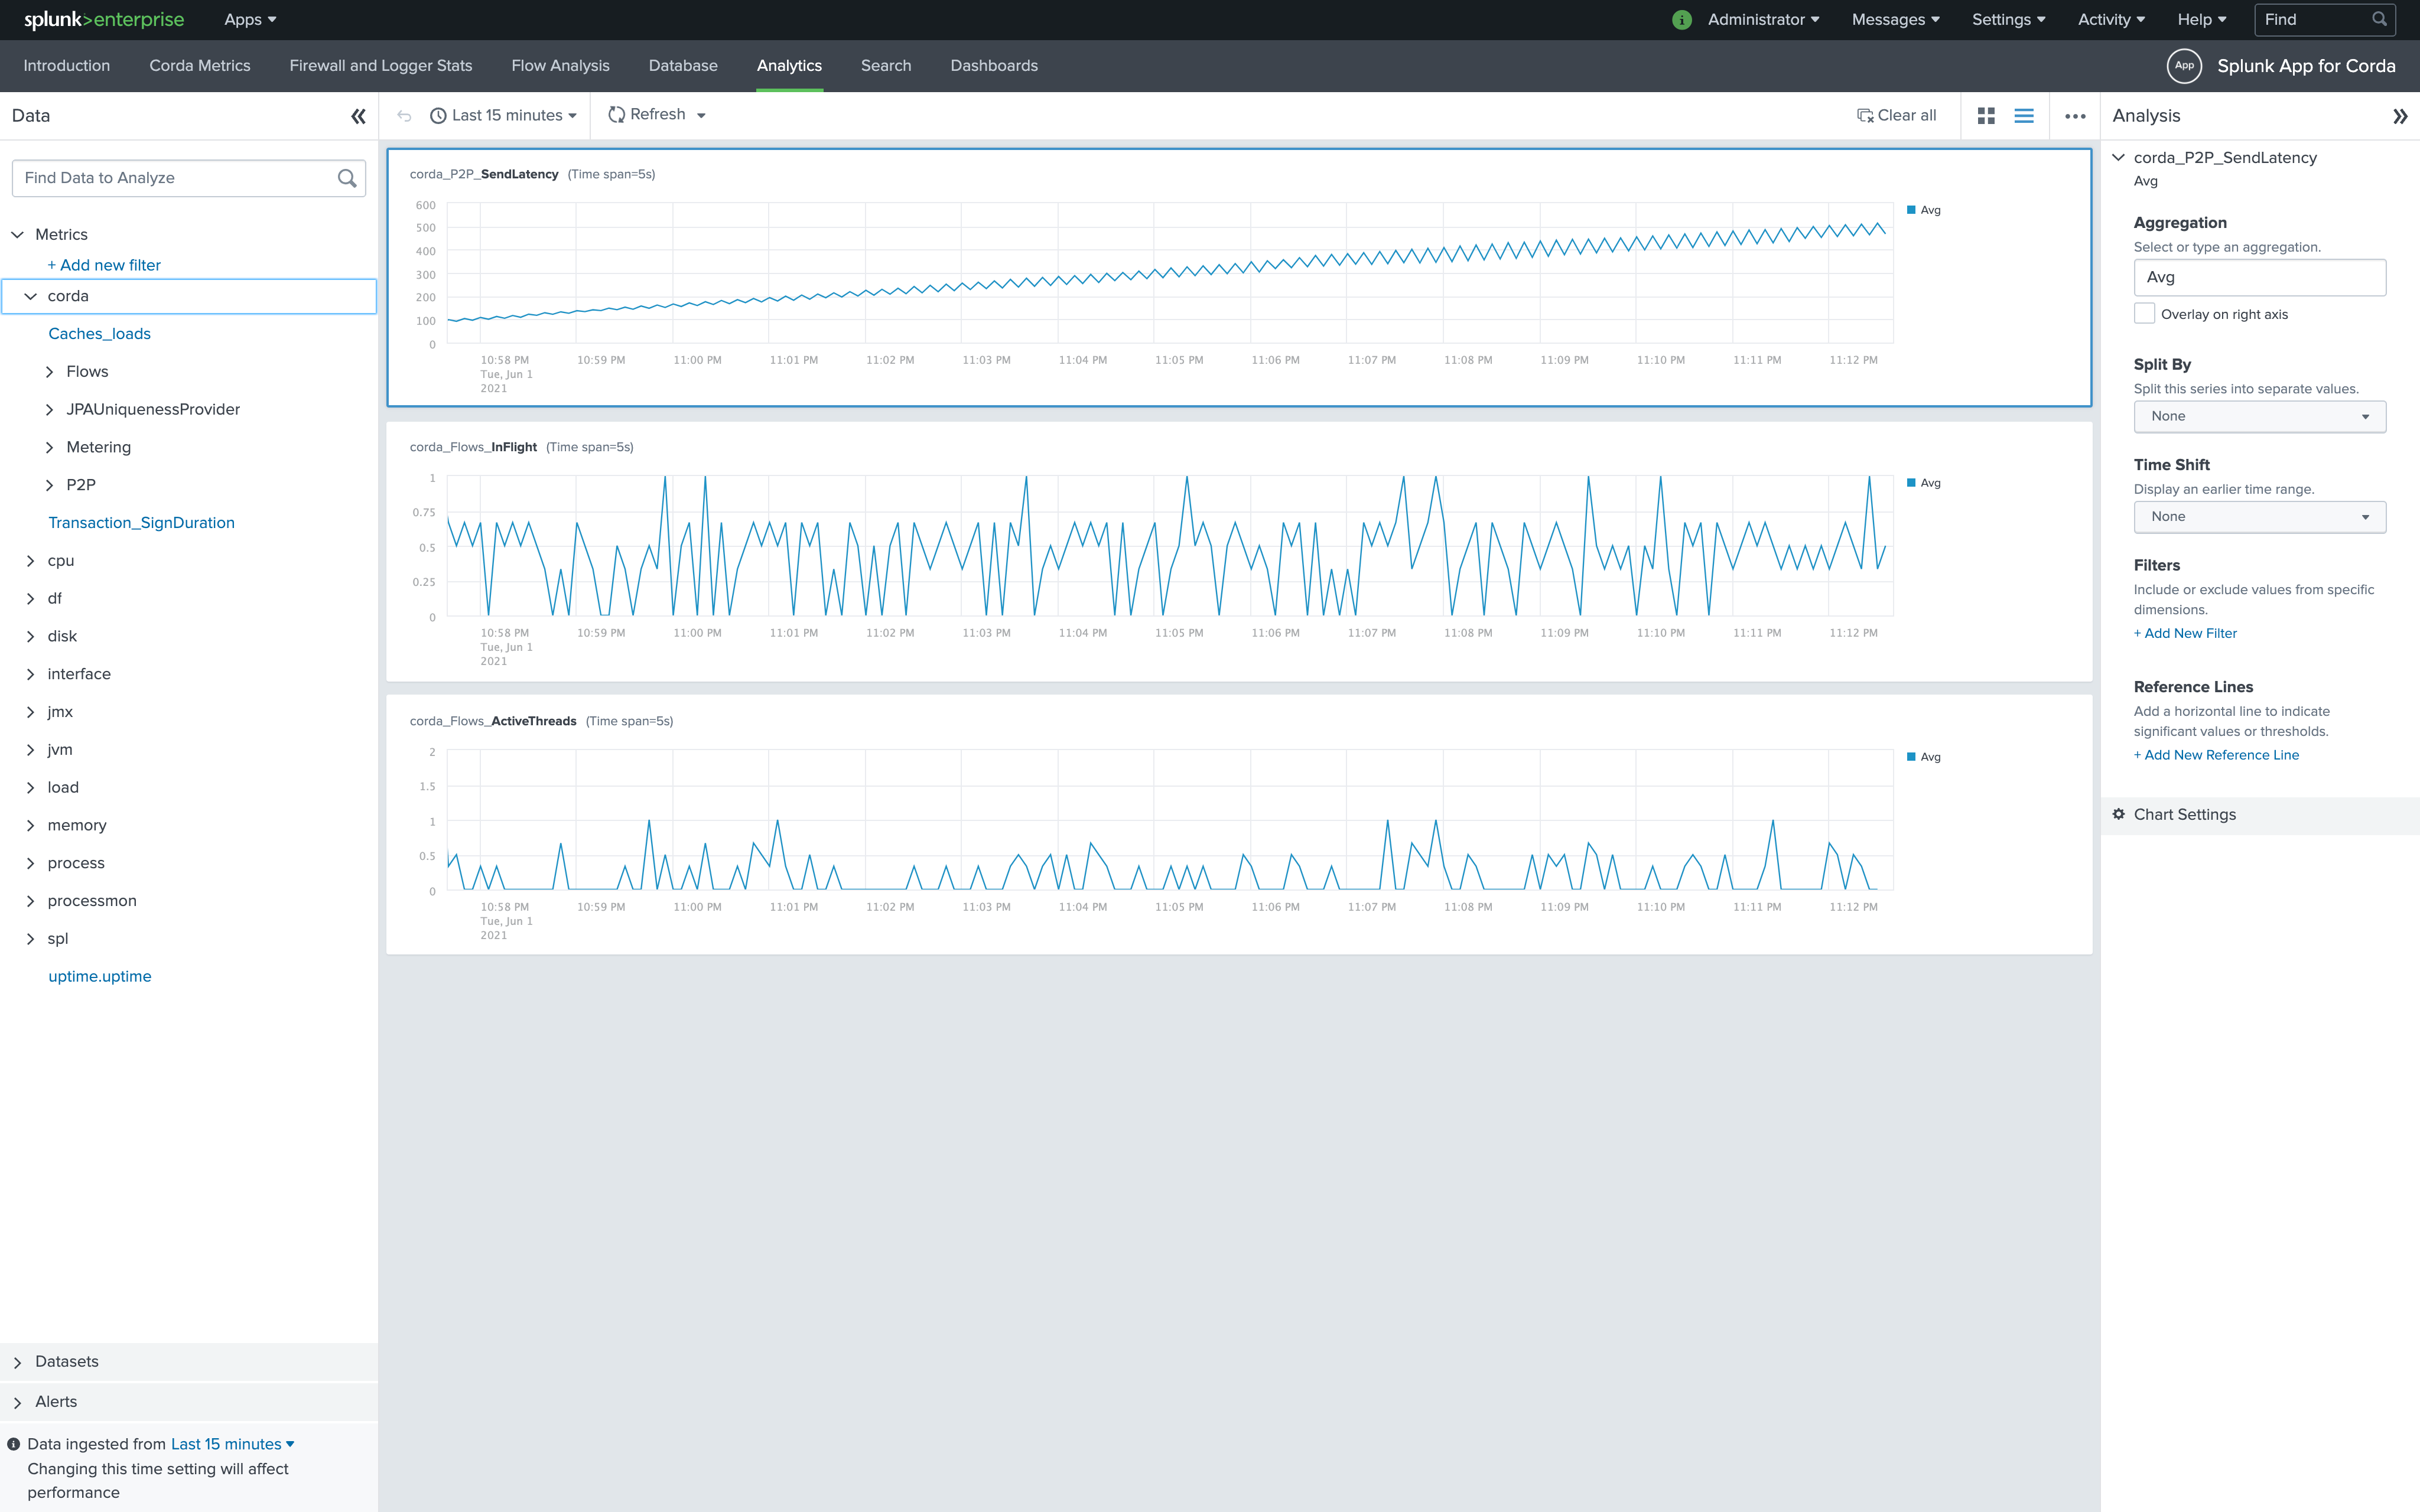 splunk>enterprise Apps Administrator Messages Settings Activity Help Find
Introduction Corda Metrics Firewall and Logger Stats Flow Analysis Database Analytics Search Dashboards App Splunk App for Corda
Data
Find Data to Analyze
Metrics
+ Add new filter
corda
Caches_loads
Flows
JPAUniquenessProvider
Metering
P2P
Transaction_SignDuration
cpu
df
disk
interface
jmx
jvm
load
memory
process
processmon
spl
uptime.uptime
Datasets
Alerts
Data ingested from Last 15 minutes
Changing this time setting will affect
performance
Last 15 minutes Refresh Clear all
corda_P2P_SendLatency (Time span=5s)
600
500
400
300
200
100
0
Avg
10:58 PM 10:59 PM 11:00 PM 11:01 PM 11:02 PM 11:03 PM 11:04 PM 11:05 PM 11:06 PM 11:07 PM 11:08 PM 11:09 PM 11:10 PM 11:11 PM 11:12 PM
Tue, Jun 1
2021
corda_Flows_InFlight (Time span=5s)
1
0.75
0.5
0.25
0
Avg
10:58 PM 10:59 PM 11:00 PM 11:01 PM 11:02 PM 11:03 PM 11:04 PM 11:05 PM 11:06 PM 11:07 PM 11:08 PM 11:09 PM 11:10 PM 11:11 PM 11:12 PM
Tue, Jun 1
2021
corda_Flows_ActiveThreads (Time span=5s)
2
1.5
1
0.5
0
Avg
10:58 PM 10:59 PM 11:00 PM 11:01 PM 11:02 PM 11:03 PM 11:04 PM 11:05 PM 11:06 PM 11:07 PM 11:08 PM 11:09 PM 11:10 PM 11:11 PM 11:12 PM
Tue, Jun 1
2021
Analysis
corda_P2P_SendLatency
Avg
Aggregation
Select or type an aggregation.
Avg
Overlay on right axis
Split By
Split this series into separate values.
None
Time Shift
Display an earlier time range.
None
Filters
Include or exclude values from specific
dimensions.
+ Add New Filter
Reference Lines
Add a horizontal line to indicate
significant values or thresholds.
+ Add New Reference Line
Chart Settings